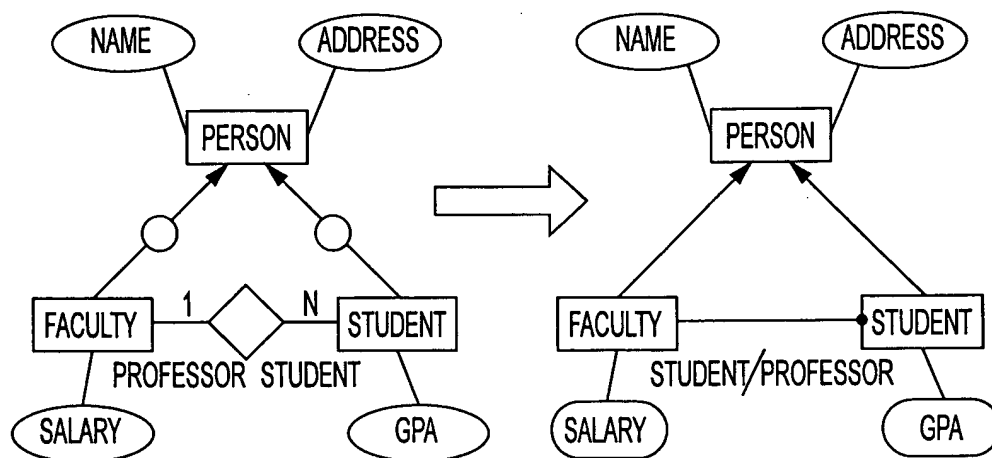 NAME
ADDRESS
PERSON
FACULTY
1
N
STUDENT
PROFESSOR STUDENT
SALARY
GPA
NAME
ADDRESS
PERSON
FACULTY
STUDENT
STUDENT/PROFESSOR
SALARY
GPA